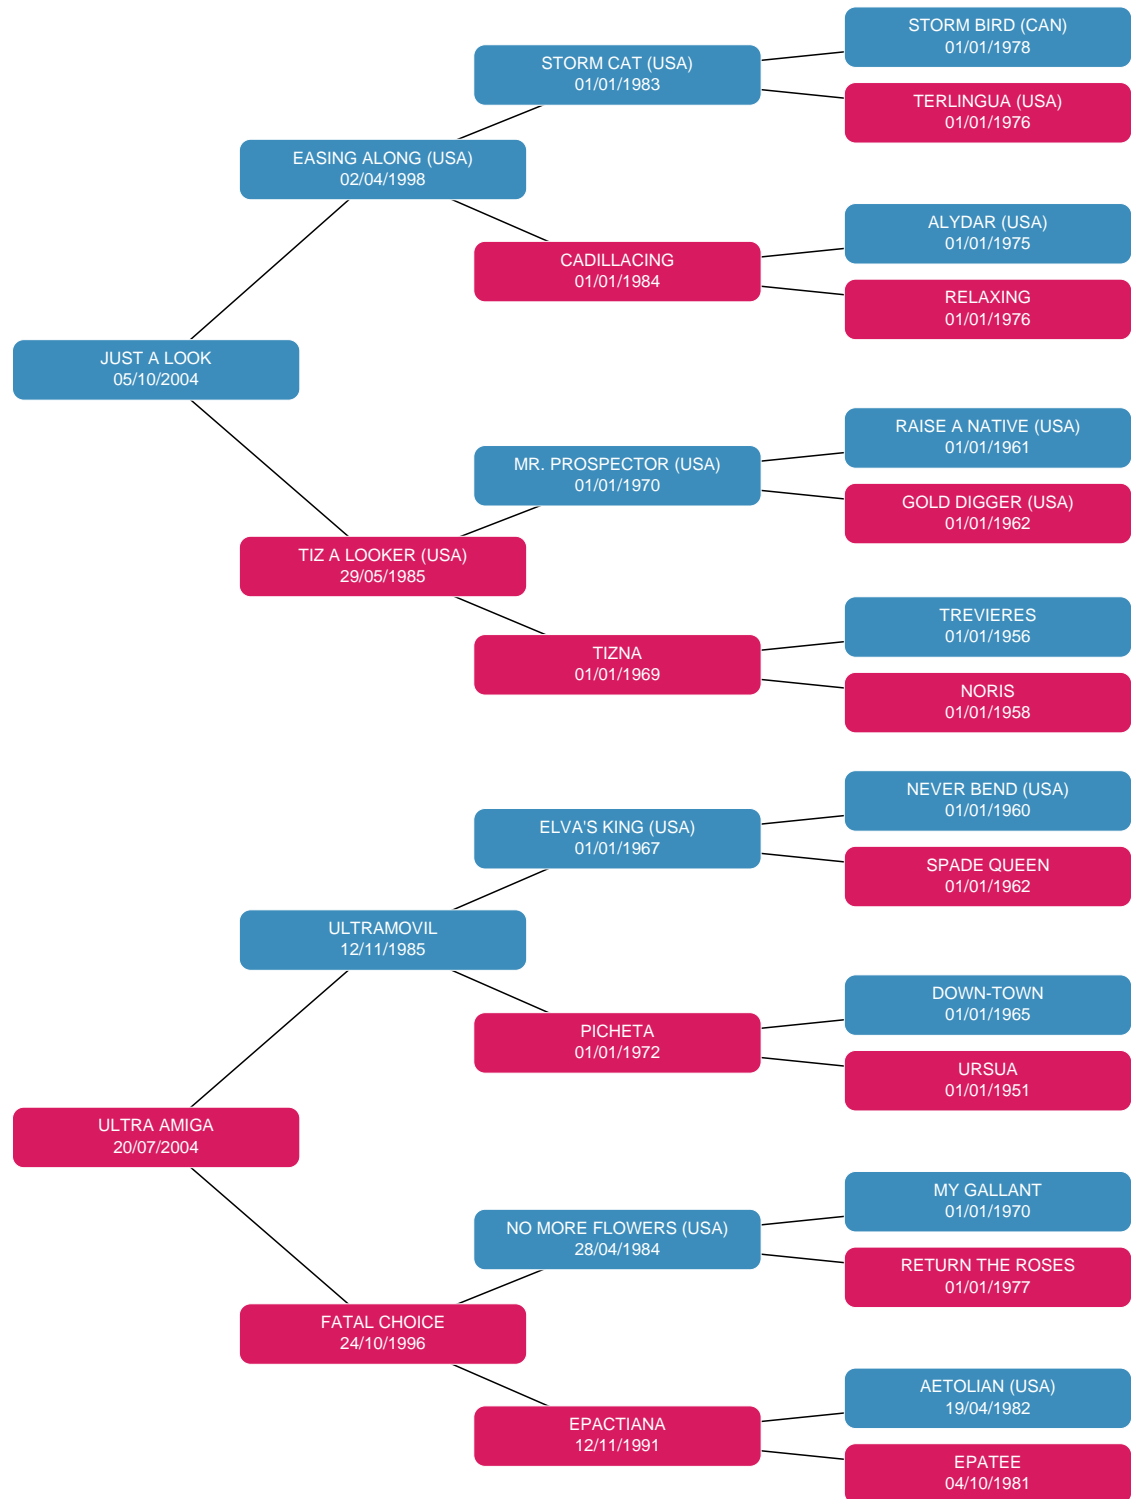 STORM BIRD (CAN)
01/01/1978
STORM CAT (USA)
01/01/1983
TERLINGUA (USA)
01/01/1976
EASING ALONG (USA)
02/04/1998
ALYDAR (USA)
01/01/1975
CADILLACING
01/01/1984
RELAXING
01/01/1976
JUST A LOOK
05/10/2004
RAISE A NATIVE (USA)
01/01/1961
MR. PROSPECTOR (USA)
01/01/1970
GOLD DIGGER (USA)
01/01/1962
TIZ A LOOKER (USA)
29/05/1985
TREVIERES
01/01/1956
TIZNA
01/01/1969
NORIS
01/01/1958
NEVER BEND (USA)
01/01/1960
ELVA'S KING (USA)
01/01/1967
SPADE QUEEN
01/01/1962
ULTRAMOVIL
12/11/1985
DOWN-TOWN
01/01/1965
PICHETA
01/01/1972
URSUA
01/01/1951
ULTRA AMIGA
20/07/2004
MY GALLANT
01/01/1970
NO MORE FLOWERS (USA)
28/04/1984
RETURN THE ROSES
01/01/1977
FATAL CHOICE
24/10/1996
AETOLIAN (USA)
19/04/1982
EPACTIANA
12/11/1991
EPATEE
04/10/1981